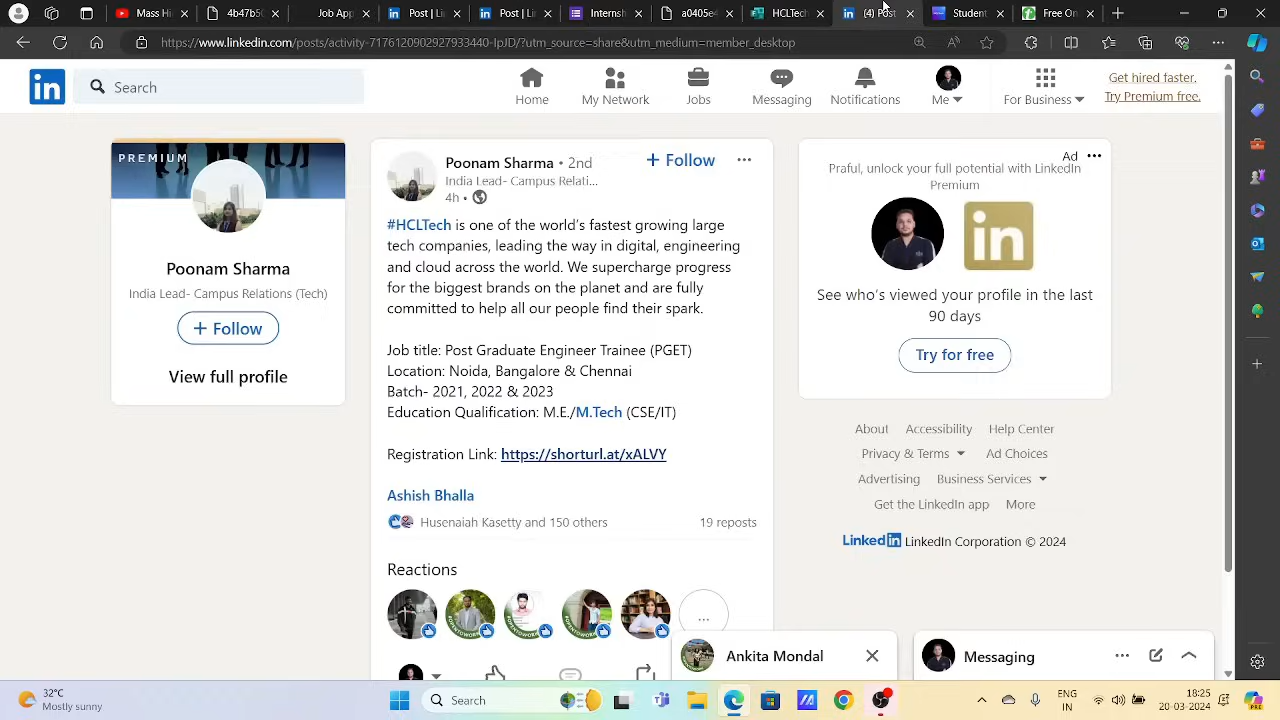 Mass Hi
4b47b5
Job App
Post | Li
Post | Li
Interns
a0405e
HCLTec
(4) Post
Student
Free On
https://www.linkedin.com/posts/activity-7176120902927933440-IpJD/?utm_source=share&utm_medium=member_desktop
in
Search
Home
My Network
Jobs
Messaging
Notifications
Me
For Business
Get hired faster.
Try Premium free.
PREMIUM
Poonam Sharma
India Lead- Campus Relations (Tech)
+ Follow
View full profile
Poonam Sharma • 2nd
+ Follow
India Lead- Campus Relati...
4h •
#HCLTech is one of the world's fastest growing large
tech companies, leading the way in digital, engineering
and cloud across the world. We supercharge progress
for the biggest brands on the planet and are fully
committed to help all our people find their spark.
Job title: Post Graduate Engineer Trainee (PGET)
Location: Noida, Bangalore & Chennai
Batch- 2021, 2022 & 2023
Education Qualification: M.E./M.Tech (CSE/IT)
Registration Link: https://shorturl.at/xALVY
Ashish Bhalla
Husenaiah Kasetty and 150 others
19 reposts
Reactions
...
Ad
Praful, unlock your full potential with LinkedIn
Premium
in
See who's viewed your profile in the last
90 days
Try for free
About
Accessibility
Help Center
Privacy & Terms
Ad Choices
Advertising
Business Services
Get the LinkedIn app
More
LinkedIn LinkedIn Corporation © 2024
Ankita Mondal
Messaging
32°C
Mostly sunny
Search
ENG
IN
18:25
20-03-2024